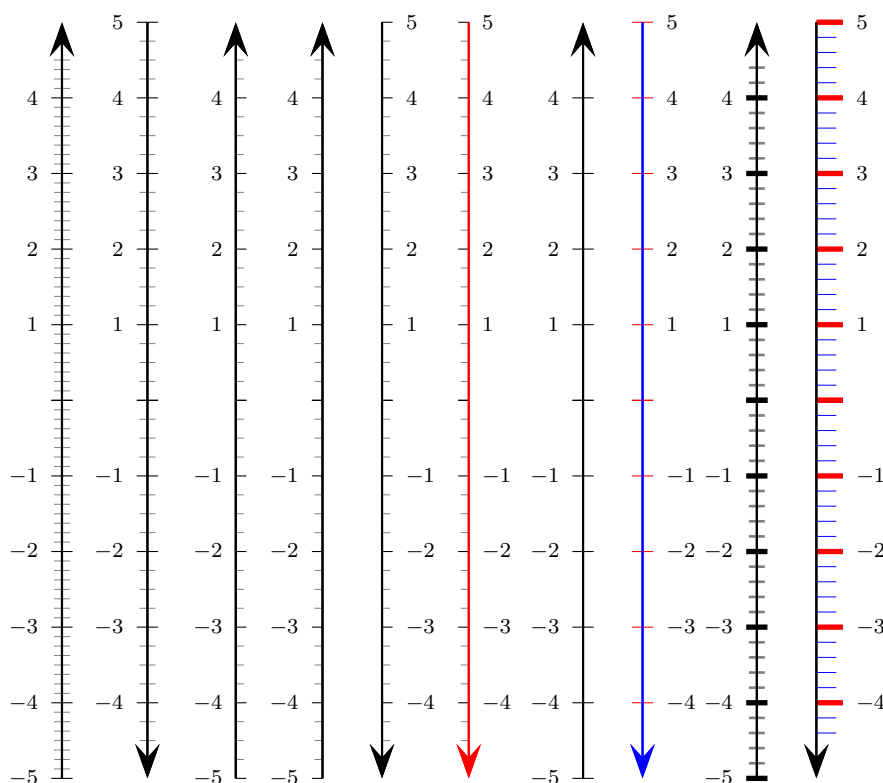 5 5 5 5 5
4 4 4 4 4 4 4 4 4 4
3 3 3 3 3 3 3 3 3 3
2 2 2 2 2 2 2 2 2 2
1 1 1 1 1 1 1 1 1 1
−1 −1 −1 −1 −1 −1 −1 −1 −1 −1
−2 −2 −2 −2 −2 −2 −2 −2 −2 −2
−3 −3 −3 −3 −3 −3 −3 −3 −3 −3
−4 −4 −4 −4 −4 −4 −4 −4 −4 −4
−5 −5 −5 −5 −5